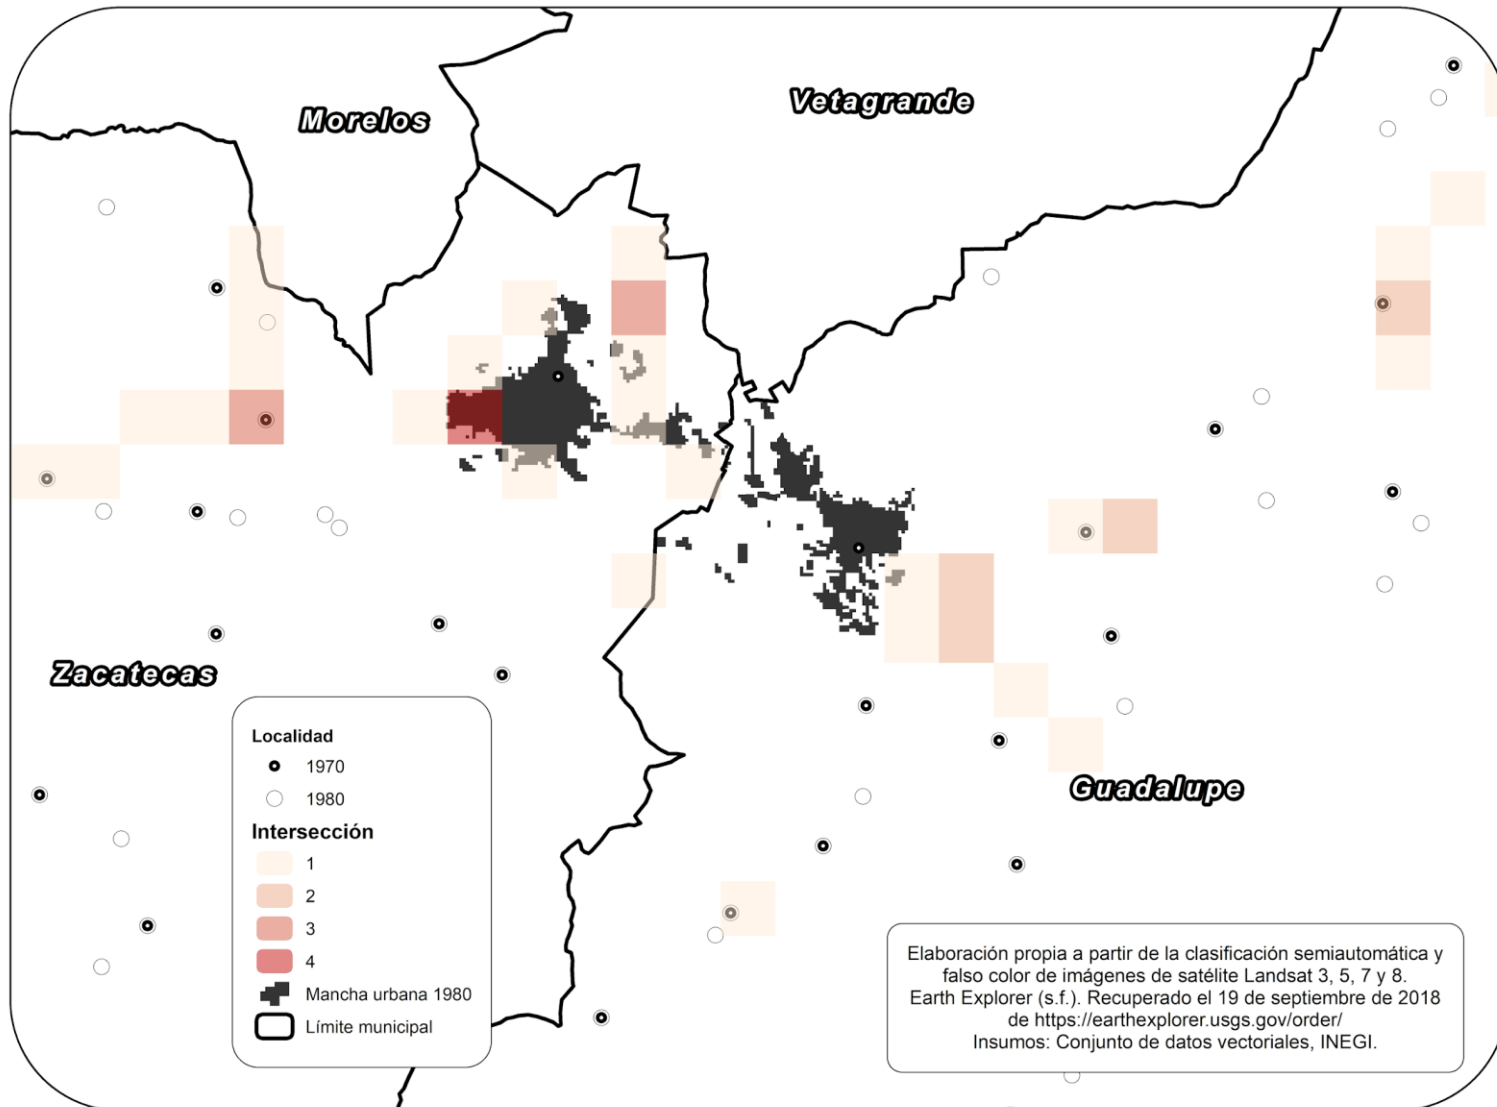 Morelos
Vetagrande
Zacatecas
Guadalupe
Localidad
1970
1980
Intersección
1
2
3
4
Mancha urbana 1980
Límite municipal
Elaboración propia a partir de la clasificación semiautomática y
falso color de imágenes de satélite Landsat 3, 5, 7 y 8.
Earth Explorer (s.f.). Recuperado el 19 de septiembre de 2018
de https://earthexplorer.usgs.gov/order/
Insumos: Conjunto de datos vectoriales, INEGI.